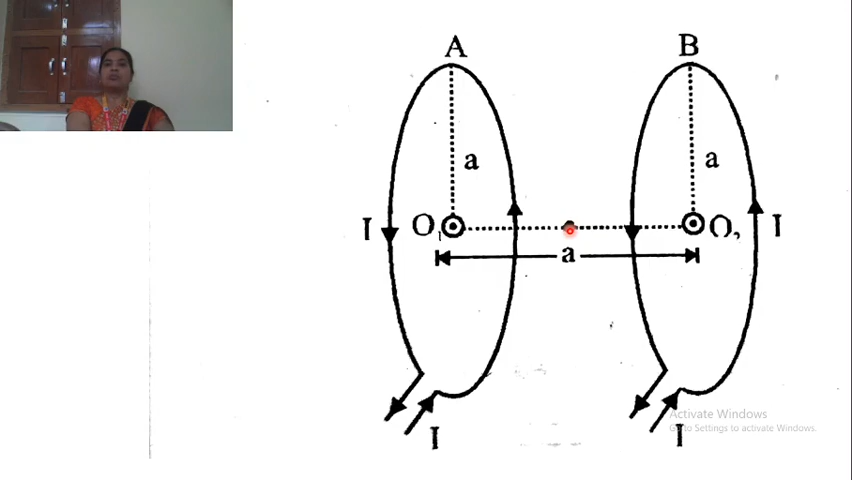 A B
a a
I O₁ O₂ I
a
I I
Activate Windows
Go to Settings to activate Windows.